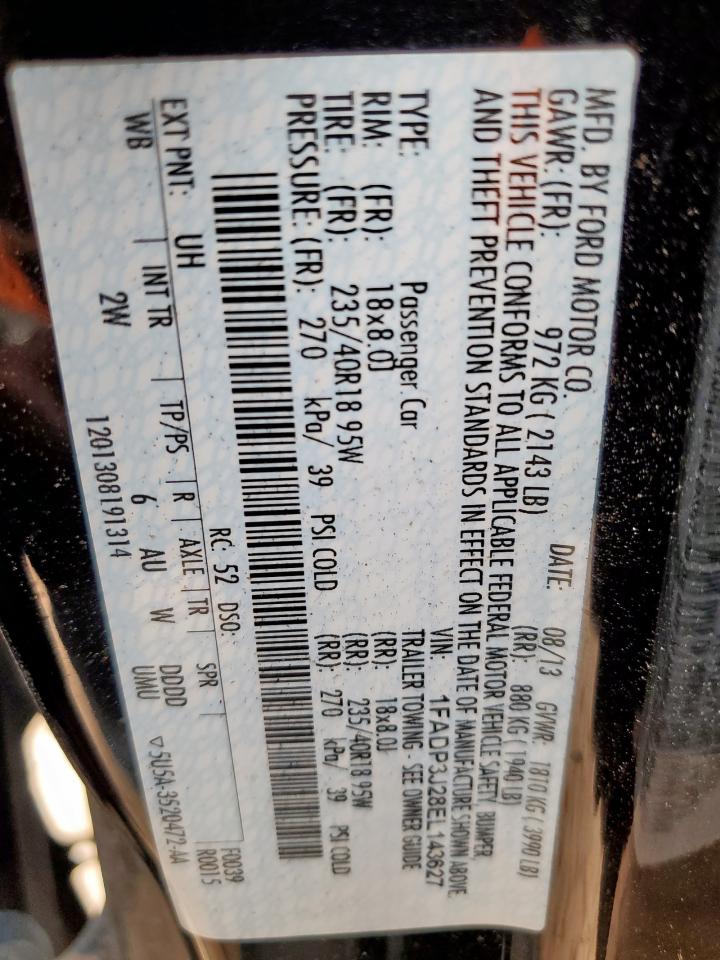 MFD. BY FORD MOTOR CO.
DATE: 08/13 GVWR: 1810 KG ( 3990 LB)
GAWR: (FR): 972 KG ( 2143 LB) (RR): 880 KG ( 1940 LB)
THIS VEHICLE CONFORMS TO ALL APPLICABLE FEDERAL MOTOR VEHICLE SAFETY, BUMPER,
AND THEFT PREVENTION STANDARDS IN EFFECT ON THE DATE OF MANUFACTURE SHOWN ABOVE.
VIN: 1FADP3J28EL143627
TYPE: Passenger Car TRAILER TOWING - SEE OWNER GUIDE
RIM: (FR): 18x8.0J (RR): 18x8.0J
TIRE: (FR): 235/40R18 95W (RR): 235/40R18 95W
PRESSURE: (FR): 270 kPa/ 39 PSI COLD (RR): 270 kPa/ 39 PSI COLD
F0039
R0015
RC: 52 DSO:
EXT PNT: UH
WB INT TR TP/PS R AXLE TR SPR
2W 6 AU W DDDD
UMU
▽5U5A-3520472-AA
1201308191314